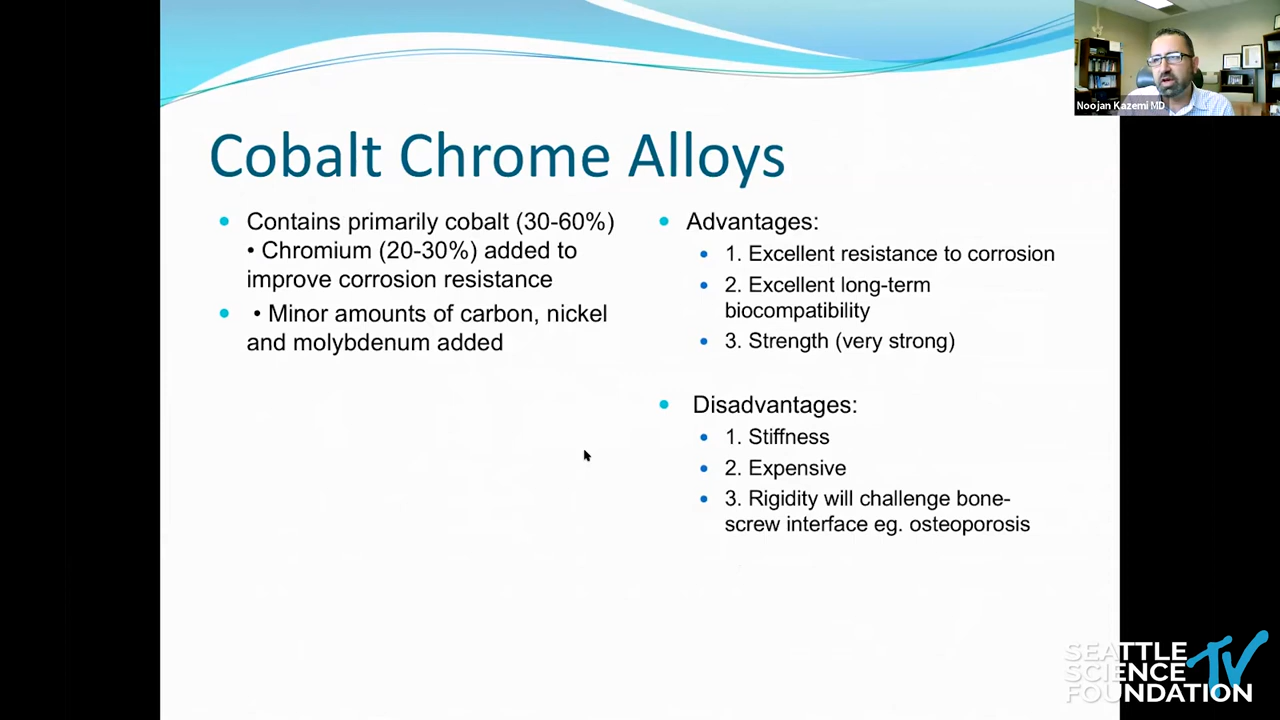 Noojan Kazemi MD
Cobalt Chrome Alloys
• Contains primarily cobalt (30-60%)
• Chromium (20-30%) added to
improve corrosion resistance
• • Minor amounts of carbon, nickel
and molybdenum added
• Advantages:
• 1. Excellent resistance to corrosion
• 2. Excellent long-term
biocompatibility
• 3. Strength (very strong)
• Disadvantages:
• 1. Stiffness
• 2. Expensive
• 3. Rigidity will challenge bone-
screw interface eg. osteoporosis
SEATTLE
SCIENCE
FOUNDATION
TV